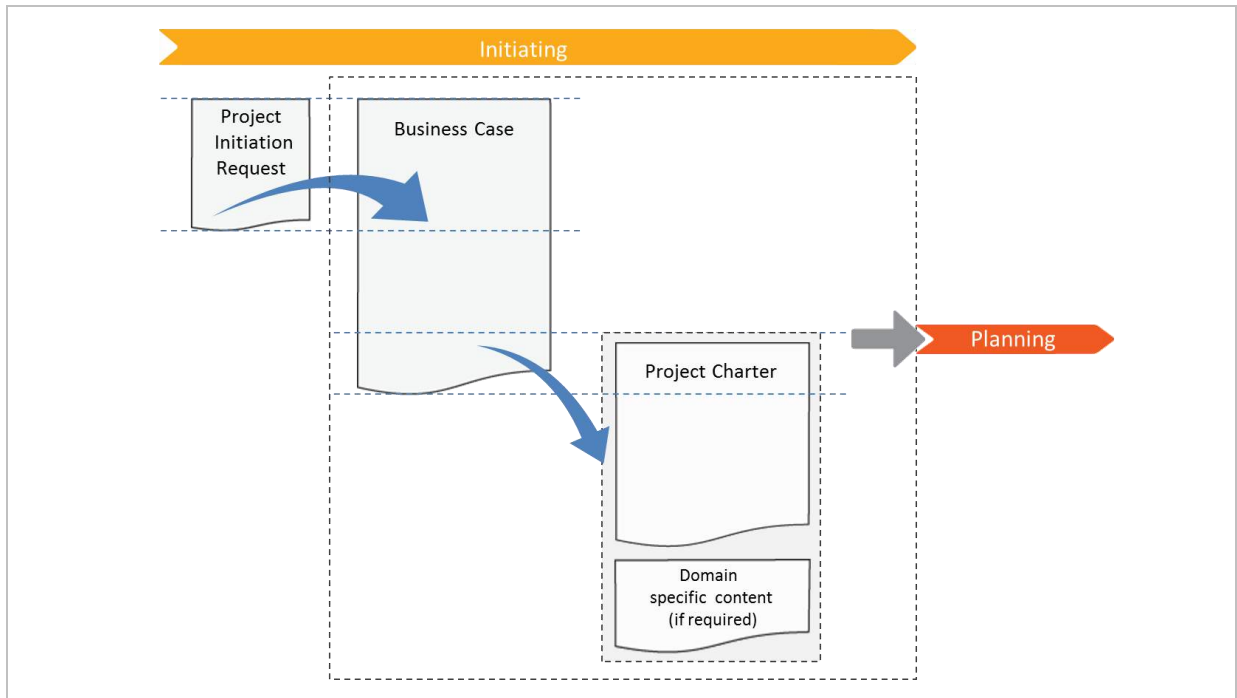 Initiating
Project
Initiation
Request
Business Case
Planning
Project Charter
Domain
specific content
(if required)